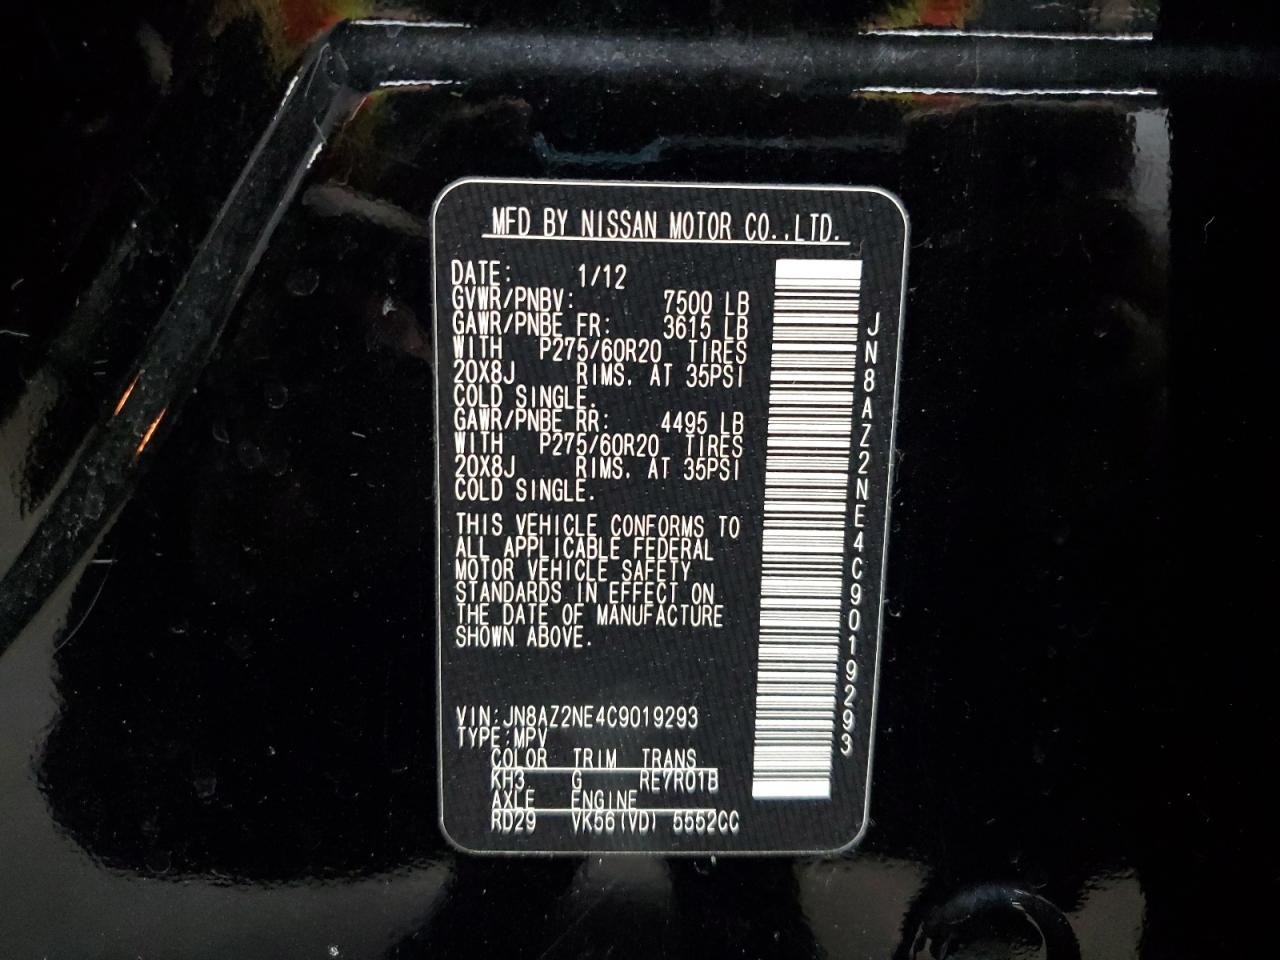 MFD BY NISSAN MOTOR CO.,LTD.
DATE: 1/12
GVWR/PNBV: 7500 LB
GAWR/PNBE FR: 3615 LB
WITH P275/60R20 TIRES
20X8J RIMS. AT 35PSI
COLD SINGLE.
GAWR/PNBE RR: 4495 LB
WITH P275/60R20 TIRES
20X8J RIMS. AT 35PSI
COLD SINGLE.
THIS VEHICLE CONFORMS TO
ALL APPLICABLE FEDERAL
MOTOR VEHICLE SAFETY
STANDARDS IN EFFECT ON
THE DATE OF MANUFACTURE
SHOWN ABOVE.
VIN:JN8AZ2NE4C9019293
TYPE:MPV
COLOR TRIM TRANS
KH3 G RE7R01B
AXLE ENGINE
RD29 VK56(VD) 5552CC
JN8AZ2NE4C9019293